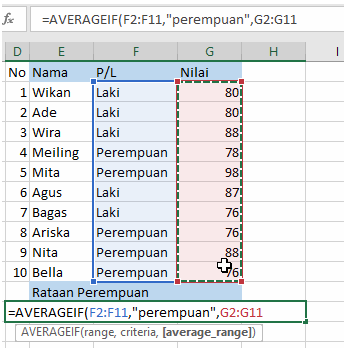 fx =AVERAGEIF(F2:F11,"perempuan",G2:G11
D E F G H I
No Nama P/L Nilai
1 Wikan Laki 80
2 Ade Laki 80
3 Wira Laki 88
4 Meiling Perempuan 78
5 Mita Perempuan 98
6 Agus Laki 87
7 Bagas Laki 76
8 Ariska Perempuan 76
9 Nita Perempuan 88
10 Bella Perempuan 76
Rataan Perempuan
=AVERAGEIF(F2:F11,"perempuan",G2:G11
AVERAGEIF(range, criteria, [average_range])